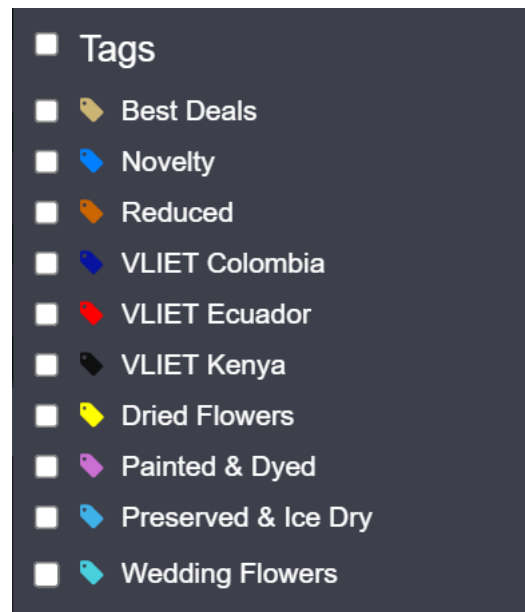 Tags
Best Deals
Novelty
Reduced
VLIET Colombia
VLIET Ecuador
VLIET Kenya
Dried Flowers
Painted & Dyed
Preserved & Ice Dry
Wedding Flowers